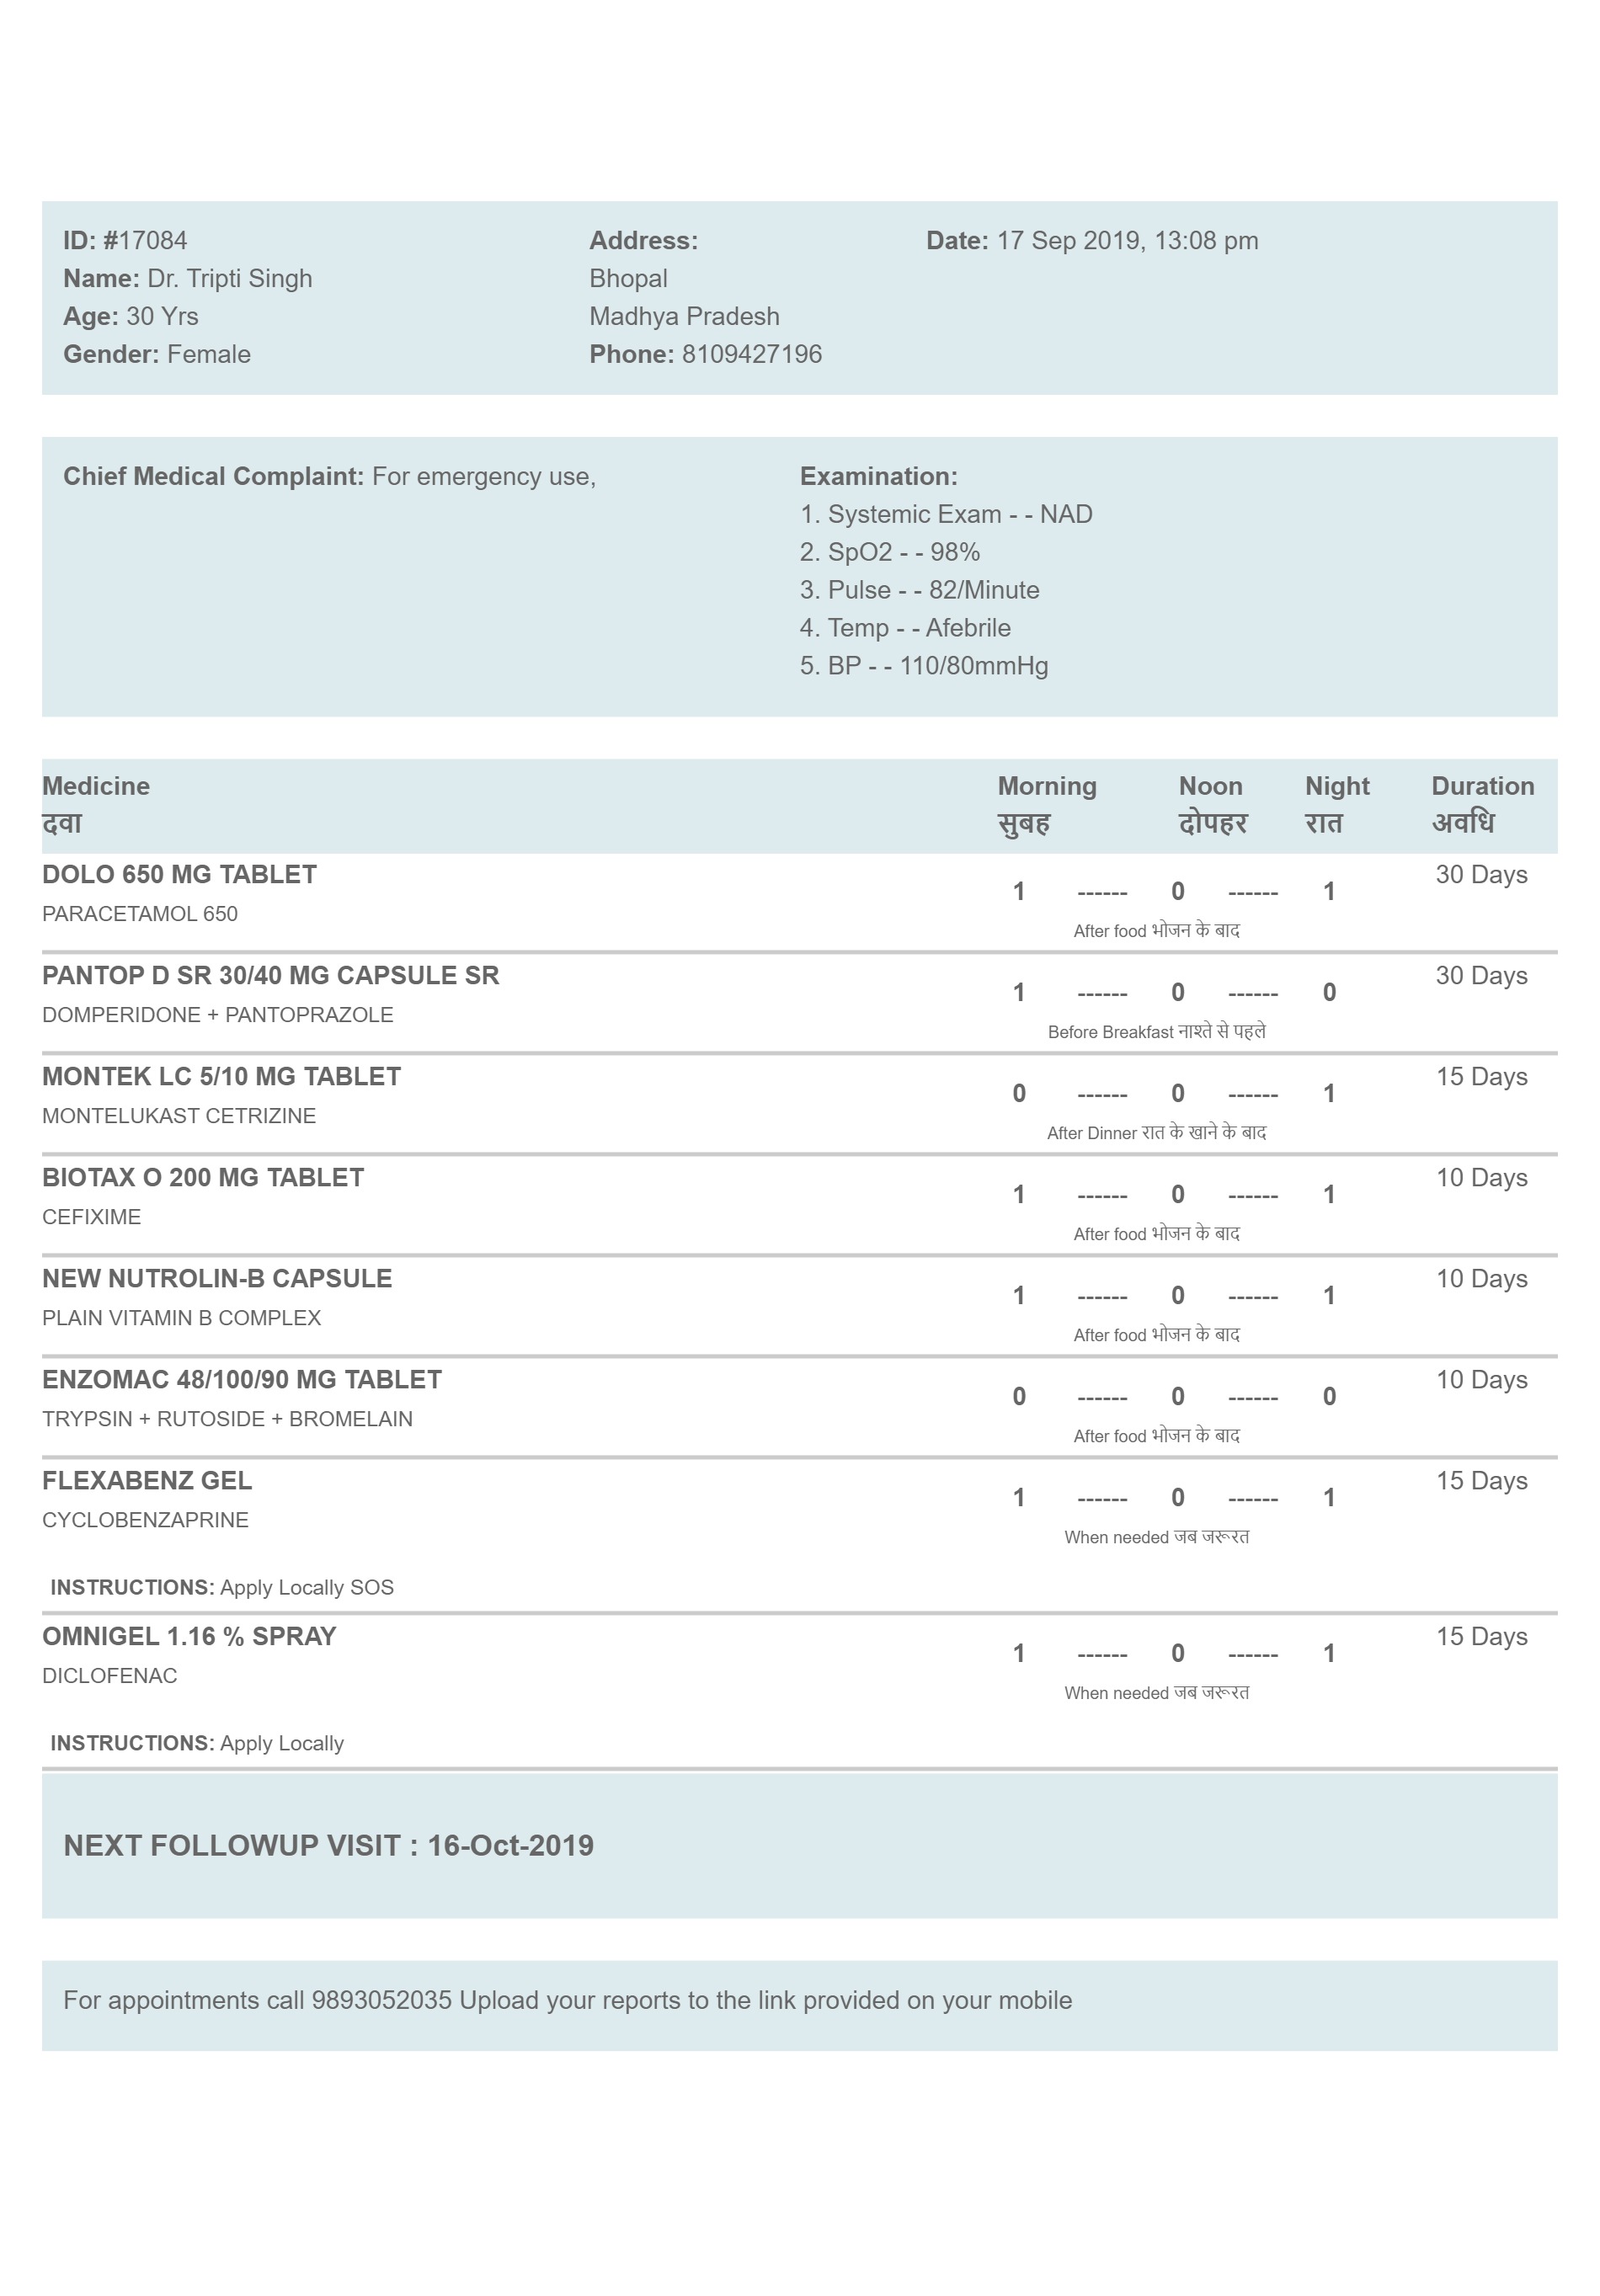 ID: #17084
Name: Dr. Tripti Singh
Age: 30 Yrs
Gender: Female
Address:
Bhopal
Madhya Pradesh
Phone: 8109427196
Date: 17 Sep 2019, 13:08 pm
Chief Medical Complaint: For emergency use,
Examination:
1. Systemic Exam - - NAD
2. SpO2 - - 98%
3. Pulse - - 82/Minute
4. Temp - - Afebrile
5. BP - - 110/80mmHg
Medicine Morning Noon Night Duration
दवा सुबह दोपहर रात अवधि
DOLO 650 MG TABLET 30 Days
1 ------ 0 ------ 1
PARACETAMOL 650
After food भोजन के बाद
PANTOP D SR 30/40 MG CAPSULE SR 30 Days
1 ------ 0 ------ 0
DOMPERIDONE + PANTOPRAZOLE
Before Breakfast नाश्ते से पहले
MONTEK LC 5/10 MG TABLET 15 Days
0 ------ 0 ------ 1
MONTELUKAST CETRIZINE
After Dinner रात के खाने के बाद
BIOTAX O 200 MG TABLET 10 Days
1 ------ 0 ------ 1
CEFIXIME
After food भोजन के बाद
NEW NUTROLIN-B CAPSULE 10 Days
1 ------ 0 ------ 1
PLAIN VITAMIN B COMPLEX
After food भोजन के बाद
ENZOMAC 48/100/90 MG TABLET 10 Days
0 ------ 0 ------ 0
TRYPSIN + RUTOSIDE + BROMELAIN
After food भोजन के बाद
FLEXABENZ GEL 15 Days
1 ------ 0 ------ 1
CYCLOBENZAPRINE
When needed जब जरूरत
INSTRUCTIONS: Apply Locally SOS
OMNIGEL 1.16 % SPRAY 15 Days
1 ------ 0 ------ 1
DICLOFENAC
When needed जब जरूरत
INSTRUCTIONS: Apply Locally
NEXT FOLLOWUP VISIT : 16-Oct-2019
For appointments call 9893052035 Upload your reports to the link provided on your mobile